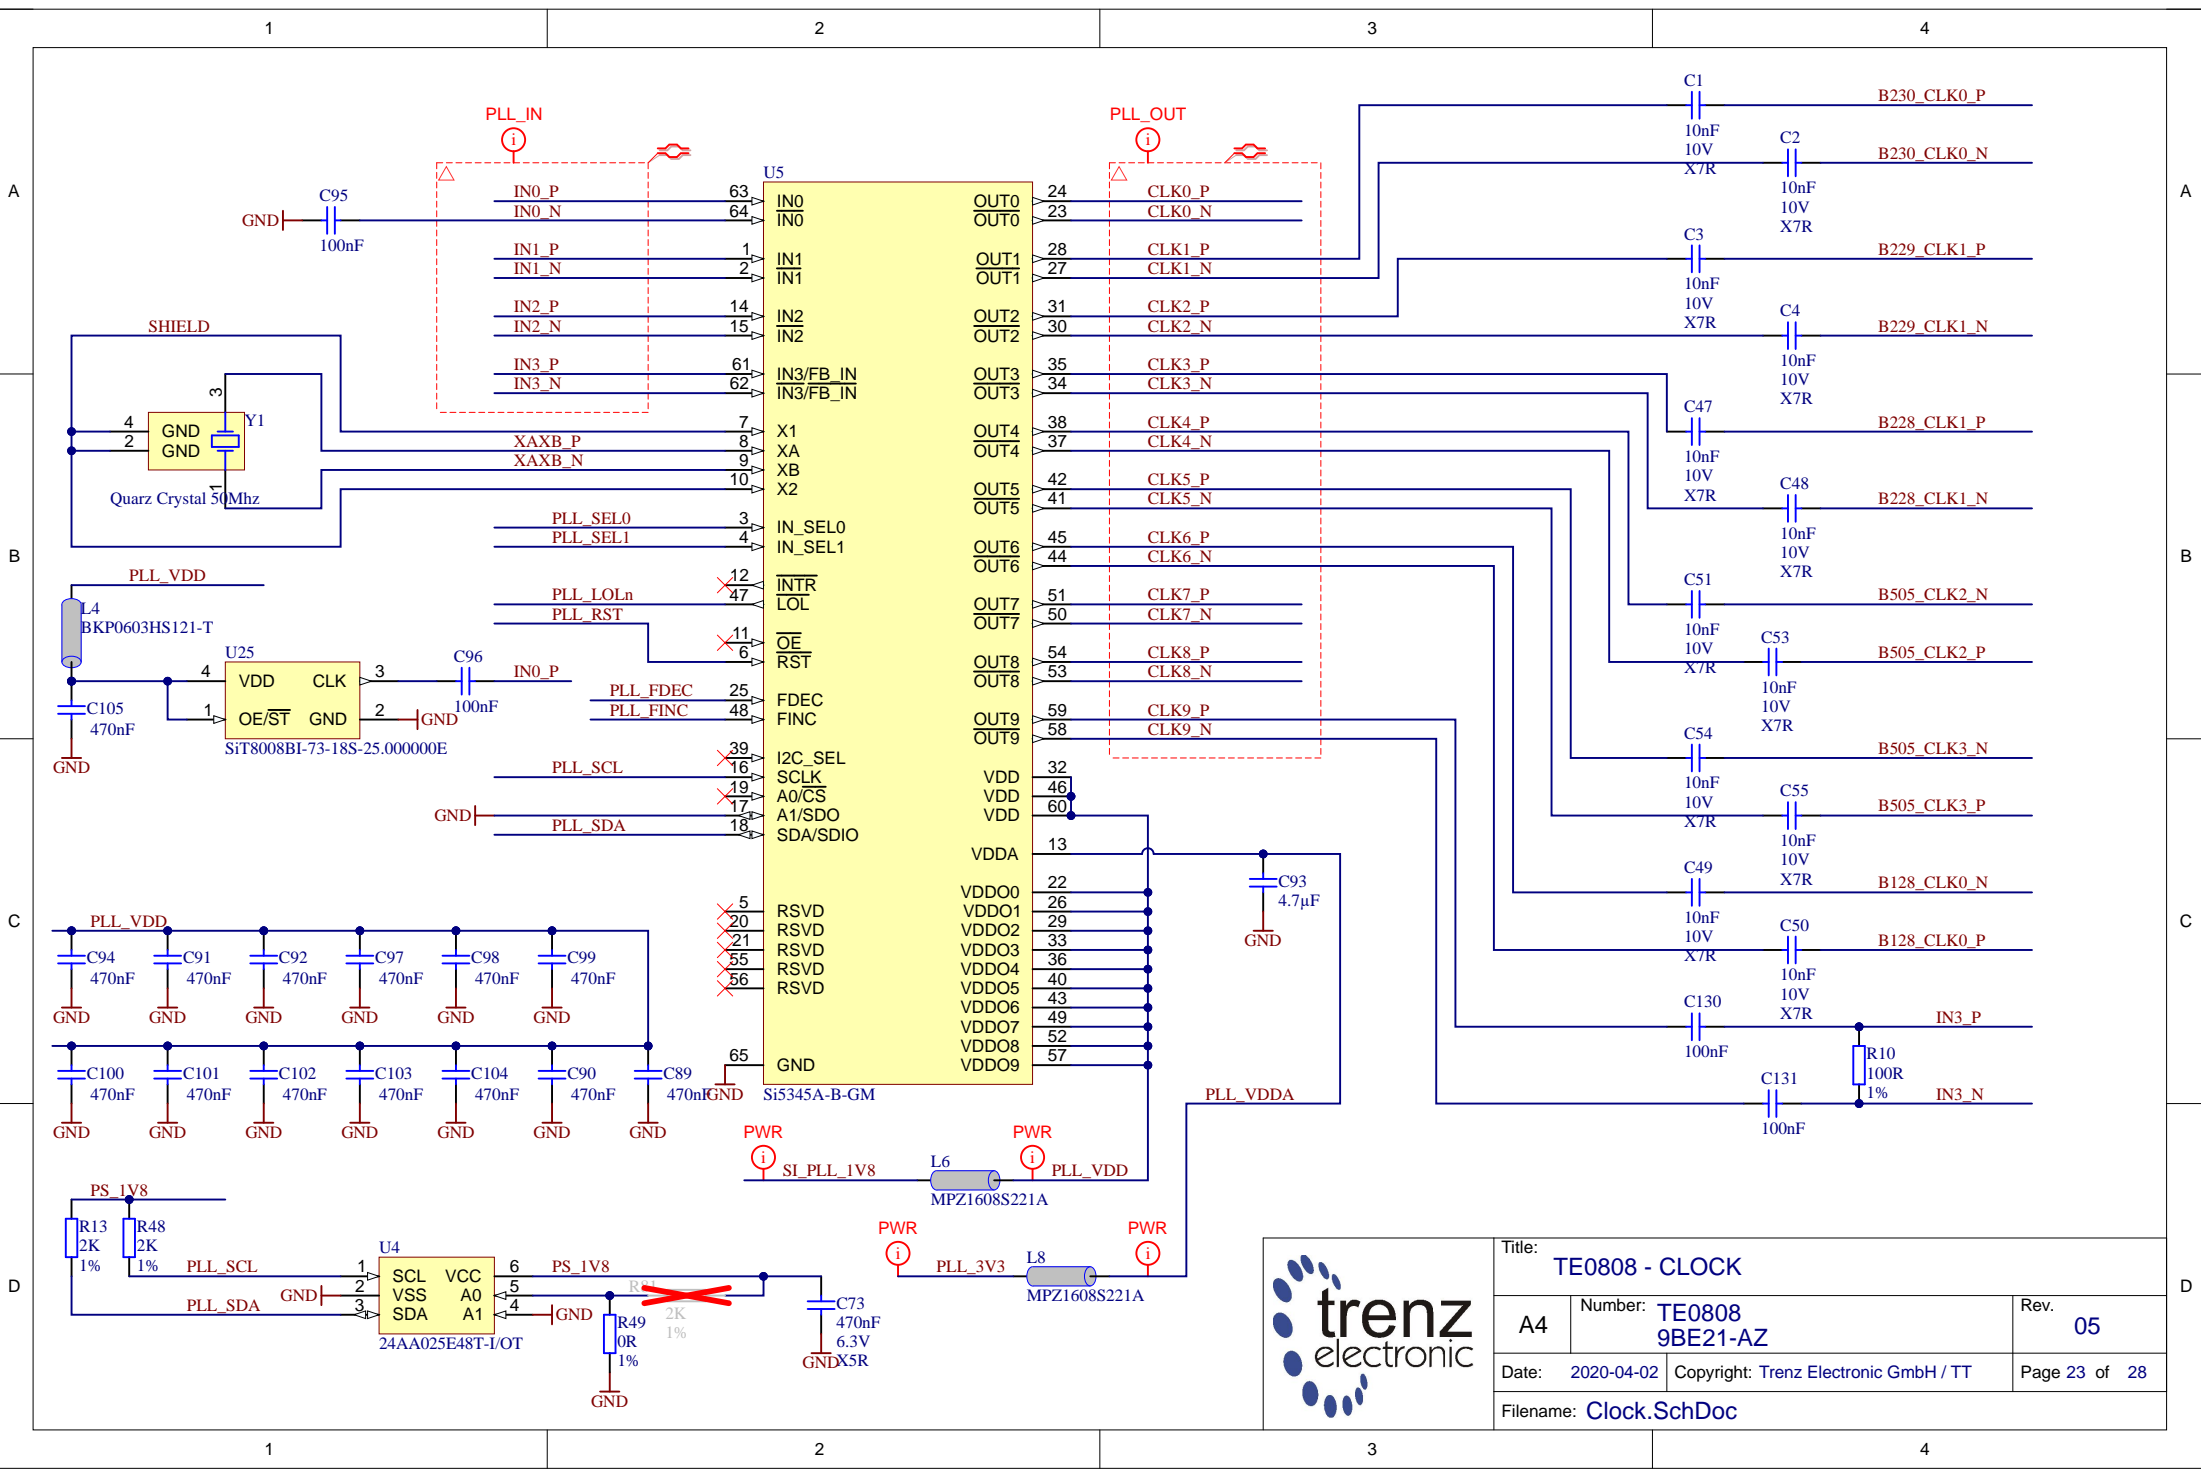 1 2 3 4
A A
B B
C C
D D
1 2 3 4
PLL_IN
PLL_OUT
U5
Si5345A-B-GM
IN0_P 63 IN0
IN0_N 64 IN0
IN1_P 1 IN1
IN1_N 2 IN1
IN2_P 14 IN2
IN2_N 15 IN2
IN3_P 61 IN3/FB_IN
IN3_N 62 IN3/FB_IN
7 X1
XAXB_P 8 XA
XAXB_N 9 XB
10 X2
PLL_SEL0 3 IN_SEL0
PLL_SEL1 4 IN_SEL1
12 INTR
PLL_LOLn 47 LOL
PLL_RST
11 OE
6 RST
PLL_FDEC 25 FDEC
PLL_FINC 48 FINC
39 I2C_SEL
PLL_SCL 16 SCLK
19 A0/CS
GND 17 A1/SDO
PLL_SDA 18 SDA/SDIO
5 RSVD
20 RSVD
21 RSVD
55 RSVD
56 RSVD
65 GND
GND
OUT0 24 CLK0_P
OUT0 23 CLK0_N
OUT1 28 CLK1_P
OUT1 27 CLK1_N
OUT2 31 CLK2_P
OUT2 30 CLK2_N
OUT3 35 CLK3_P
OUT3 34 CLK3_N
OUT4 38 CLK4_P
OUT4 37 CLK4_N
OUT5 42 CLK5_P
OUT5 41 CLK5_N
OUT6 45 CLK6_P
OUT6 44 CLK6_N
OUT7 51 CLK7_P
OUT7 50 CLK7_N
OUT8 54 CLK8_P
OUT8 53 CLK8_N
OUT9 59 CLK9_P
OUT9 58 CLK9_N
VDD 32
VDD 46
VDD 60
VDDA 13
VDDO0 22
VDDO1 26
VDDO2 29
VDDO3 33
VDDO4 36
VDDO5 40
VDDO6 43
VDDO7 49
VDDO8 52
VDDO9 57
C93
4.7µF
GND
C95
GND
100nF
SHIELD
3
4 GND
2 GND
Y1
1
Quarz Crystal 50Mhz
PLL_VDD
L4
BKP0603HS121-T
U25
4 VDD CLK 3
1 OE/ST GND 2 GND
SiT8008BI-73-18S-25.000000E
C96
100nF
IN0_P
C105
470nF
GND
PLL_VDD
C94 C91 C92 C97 C98 C99
470nF 470nF 470nF 470nF 470nF 470nF
GND GND GND GND GND GND
C100 C101 C102 C103 C104 C90 C89
470nF 470nF 470nF 470nF 470nF 470nF 470nF
GND GND GND GND GND GND GND
PS_1V8
R13
2K
1%
R48
2K
1%
PLL_SCL
PLL_SDA
GND
U4
1 SCL VCC 6
2 VSS A0 5
3 SDA A1 4
24AA025E48T-I/OT
PS_1V8
GND
R81
2K
1%
R49
0R
1%
GND
C73
470nF
6.3V
X5R
GND
PWR PWR
SI_PLL_1V8 L6 PLL_VDD
MPZ1608S221A
PWR PWR
PLL_3V3 L8
MPZ1608S221A
PLL_VDDA
C1
10nF
10V
X7R
B230_CLK0_P
C2
10nF
10V
X7R
B230_CLK0_N
C3
10nF
10V
X7R
B229_CLK1_P
C4
10nF
10V
X7R
B229_CLK1_N
C47
10nF
10V
X7R
B228_CLK1_P
C48
10nF
10V
X7R
B228_CLK1_N
C51
10nF
10V
X7R
B505_CLK2_N
C53
10nF
10V
X7R
B505_CLK2_P
C54
10nF
10V
X7R
B505_CLK3_N
C55
10nF
10V
X7R
B505_CLK3_P
C49
10nF
10V
X7R
B128_CLK0_N
C50
10nF
10V
X7R
B128_CLK0_P
C130
100nF
IN3_P
R10
100R
1%
C131
100nF
IN3_N
trenz
electronic
Title:
TE0808 - CLOCK
A4
Number: TE0808
9BE21-AZ
Rev.
05
Date: 2020-04-02 Copyright: Trenz Electronic GmbH / TT Page 23 of 28
Filename: Clock.SchDoc